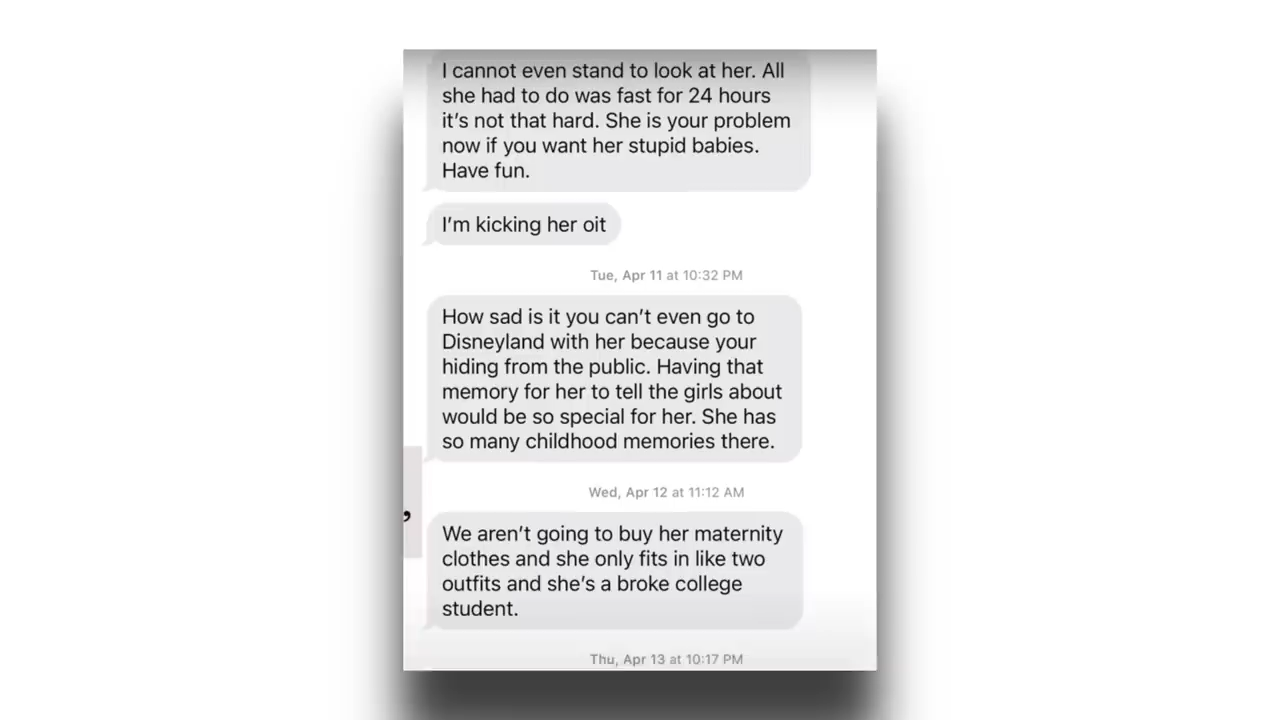 I cannot even stand to look at her. All
she had to do was fast for 24 hours
it's not that hard. She is your problem
now if you want her stupid babies.
Have fun.
I'm kicking her oit
Tue, Apr 11 at 10:32 PM
How sad is it you can't even go to
Disneyland with her because your
hiding from the public. Having that
memory for her to tell the girls about
would be so special for her. She has
so many childhood memories there.
Wed, Apr 12 at 11:12 AM
,
We aren't going to buy her maternity
clothes and she only fits in like two
outfits and she's a broke college
student.
Thu, Apr 13 at 10:17 PM